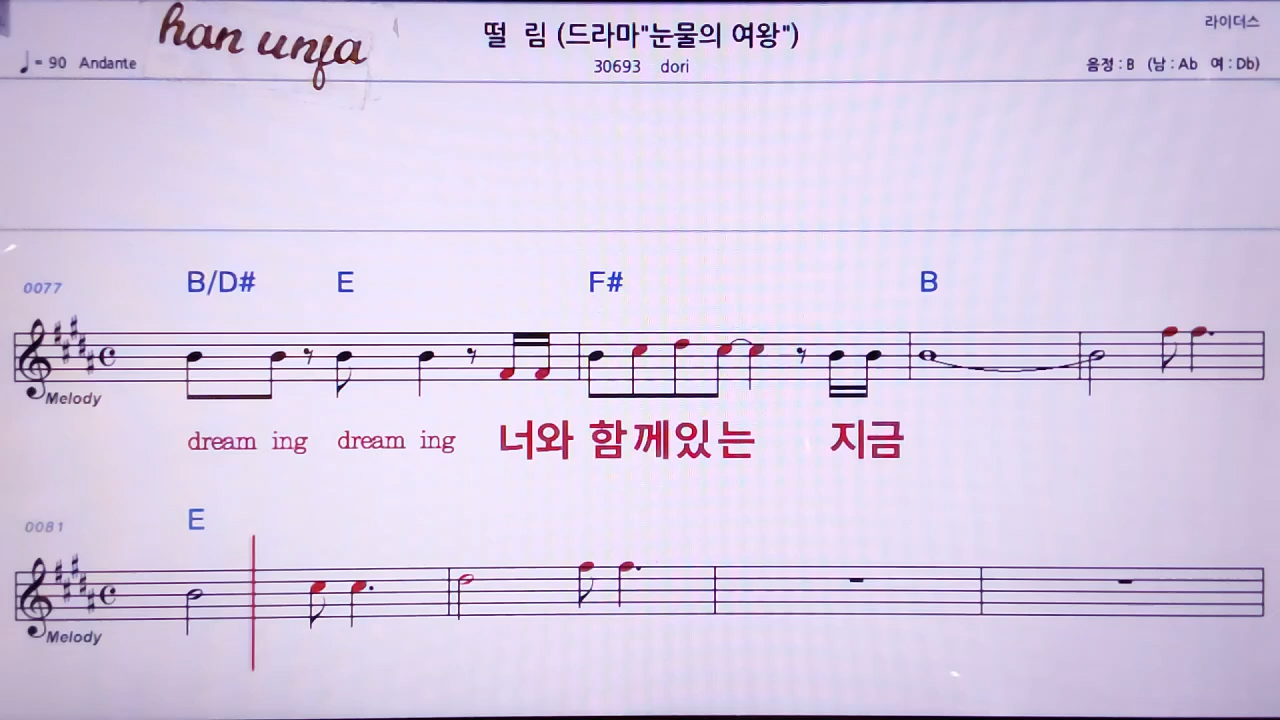 han unja
떨 림 (드라마"눈물의 여왕")
라이더스
♩ = 90 Andante
30693 dori
음정 : B (남 : Ab 여 : Db)
0077
B/D# E F# B
Melody
dream ing dream ing 너와 함께있는 지금
0081
E
Melody